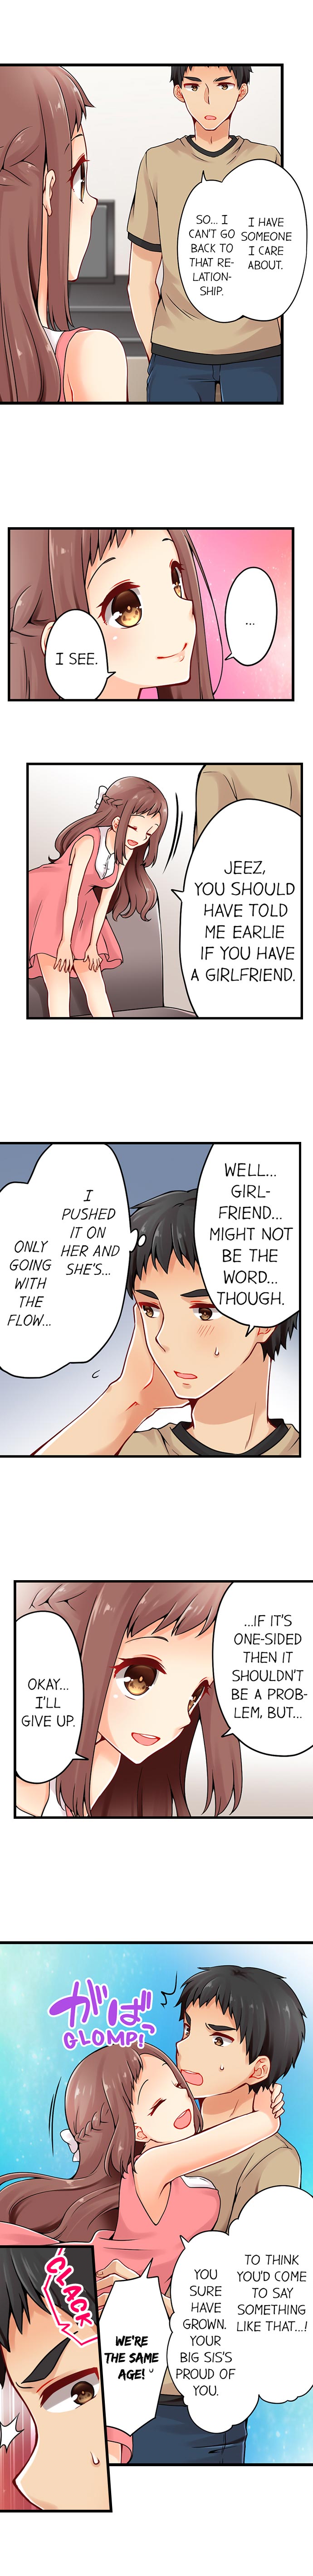 I HAVE
SOMEONE
I CARE
ABOUT.
SO... I
CAN'T GO
BACK TO
THAT RE-
LATION-
SHIP.
...
I SEE.
JEEZ,
YOU SHOULD
HAVE TOLD
ME EARLIE
IF YOU HAVE
A GIRLFRIEND.
WELL...
GIRL-
FRIEND...
MIGHT NOT
BE THE
WORD...
THOUGH.
I
PUSHED
IT ON
HER AND
SHE'S...
ONLY
GOING
WITH
THE
FLOW...
...IF IT'S
ONE-SIDED
THEN IT
SHOULDN'T
BE A PROB-
LEM, BUT...
OKAY...
I'LL
GIVE UP.
がばっ
GLOMP!
TO THINK
YOU'D COME
TO SAY
SOMETHING
LIKE THAT...!
YOU
SURE
HAVE
GROWN.
YOUR
BIG SIS'S
PROUD OF
YOU.
WE'RE
THE SAME
AGE!
CLACK